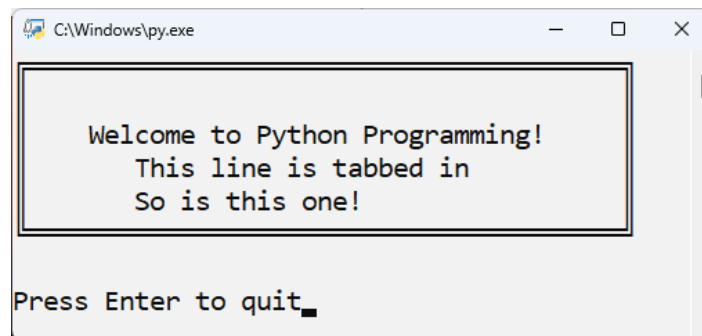 C:\Windows\py.exe
Welcome to Python Programming!
This line is tabbed in
So is this one!
Press Enter to quit